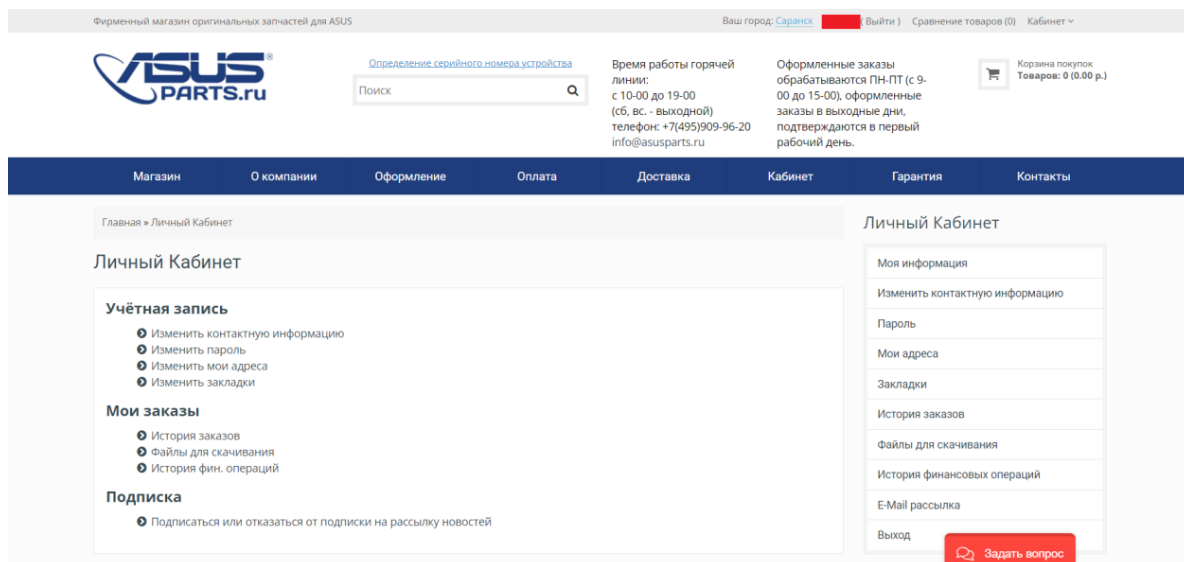 Фирменный магазин оригинальных запчастей для ASUS
Ваш город: Саранск ( Выйти ) Сравнение товаров (0) Кабинет
ASUS®
PARTS.ru
Определение серийного номера устройства
Поиск
Время работы горячей
линии:
с 10-00 до 19-00
(сб, вс. - выходной)
телефон: +7(495)909-96-20
info@asusparts.ru
Оформленные заказы
обрабатываются ПН-ПТ (с 9-
00 до 15-00), оформленные
заказы в выходные дни,
подтверждаются в первый
рабочий день.
Корзина покупок
Товаров: 0 (0.00 р.)
Магазин О компании Оформление Оплата Доставка Кабинет Гарантия Контакты
Главная » Личный Кабинет
Личный Кабинет
Учётная запись
Изменить контактную информацию
Изменить пароль
Изменить мои адреса
Изменить закладки
Мои заказы
История заказов
Файлы для скачивания
История фин. операций
Подписка
Подписаться или отказаться от подписки на рассылку новостей
Личный Кабинет
Моя информация
Изменить контактную информацию
Пароль
Мои адреса
Закладки
История заказов
Файлы для скачивания
История финансовых операций
E-Mail рассылка
Выход
Задать вопрос